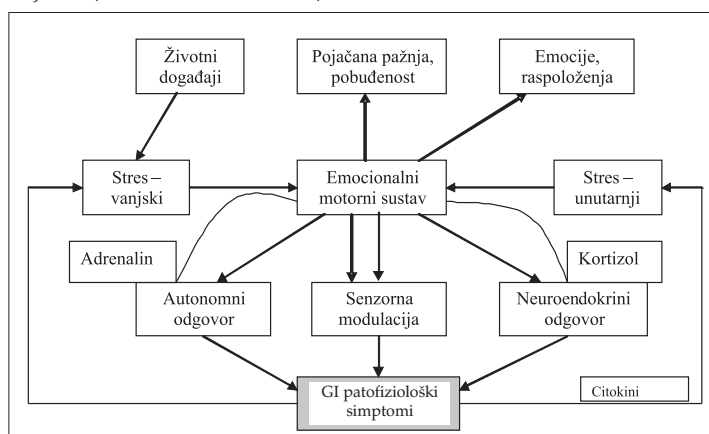 Životni
događaji
Pojačana pažnja,
pobuđenost
Emocije,
raspoloženja
Stres –
vanjski
Emocionalni
motorni sustav
Stres –
unutarnji
Adrenalin
Kortizol
Autonomni
odgovor
Senzorna
modulacija
Neuroendokrini
odgovor
GI patofiziološki
simptomi
Citokini